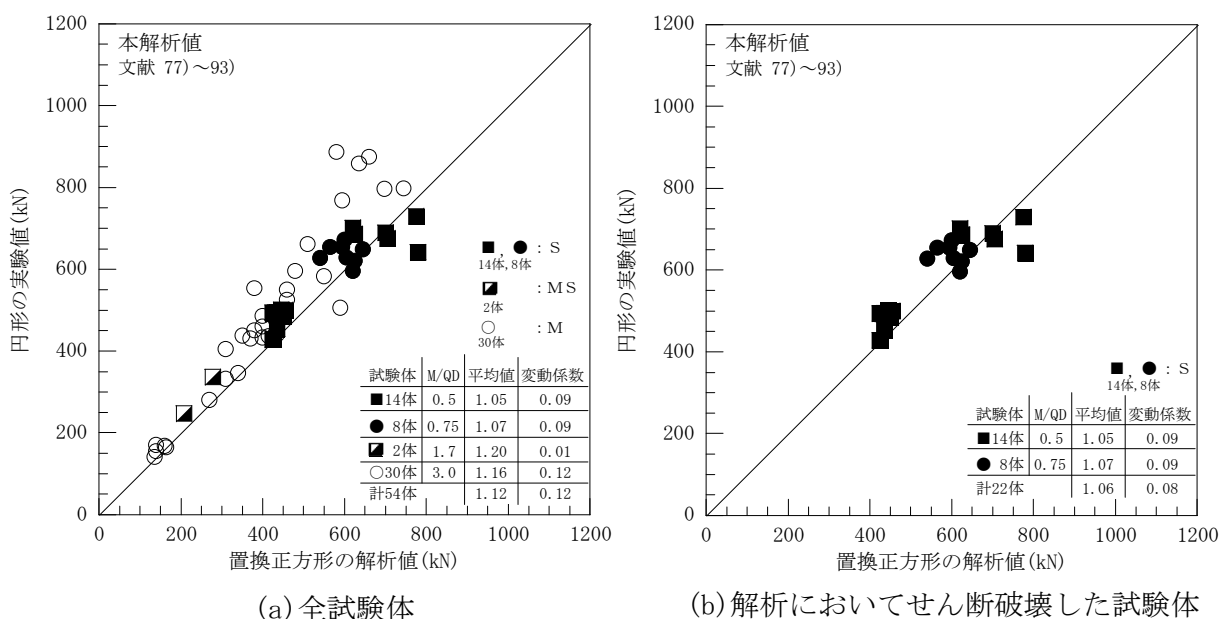 1200
1000
800
600
400
200
0
円形の実験値(kN)
本解析値
文献 77)～93)
■, ● : S
14体,8体
: MS
2体
○ : M
30体
試験体 M/QD 平均値 変動係数
■14体 0.5 1.05 0.09
● 8体 0.75 1.07 0.09
2体 1.7 1.20 0.01
○30体 3.0 1.16 0.12
計54体 1.12 0.12
0 200 400 600 800 1000 1200
置換正方形の解析値(kN)
(a)全試験体
1200
1000
800
600
400
200
0
円形の実験値(kN)
本解析値
文献 77)～93)
■, ● : S
14体,8体
試験体 M/QD 平均値 変動係数
■14体 0.5 1.05 0.09
● 8体 0.75 1.07 0.09
計22体 1.06 0.08
0 200 400 600 800 1000 1200
置換正方形の解析値(kN)
(b)解析においてせん断破壊した試験体